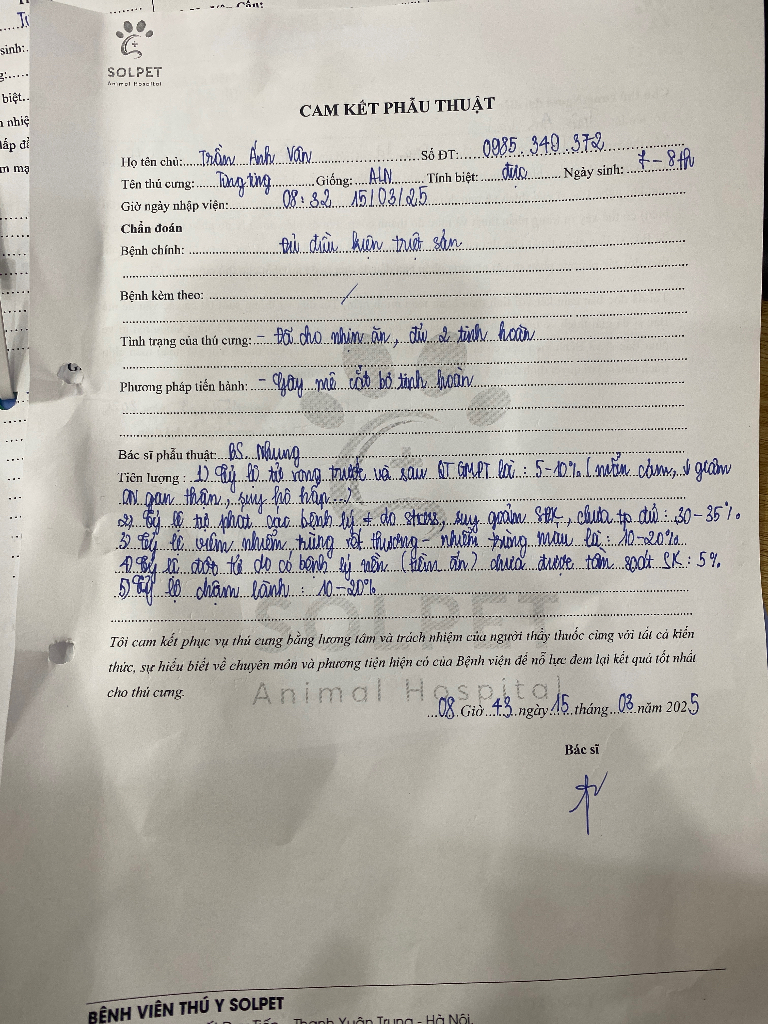 SOLPET
Animal Hospital
CAM KẾT PHẪU THUẬT
Họ tên chủ: Trần Ánh Vân Số ĐT: 0985.349.372
Tên thú cưng: Tưng tưng Giống: ALN Tính biệt: đực Ngày sinh: 7-8th
Giờ ngày nhập viện: 08:32 15/03/25
Chẩn đoán
Bệnh chính: Đủ điều kiện triệt sản
Bệnh kèm theo: /
Tình trạng của thú cưng: - Đã cho nhịn ăn, đủ 2 tinh hoàn
Phương pháp tiến hành: - Gây mê cắt bỏ tinh hoàn
Bác sĩ phẫu thuật: BS. Nhung
Tiên lượng: 1) Tỷ lệ tử vong trước và sau QT GMPT là: 5-10% (mẫn cảm, ↓ giảm
CN gan thận, suy hô hấp...)
2) Tỷ lệ tự phát các bệnh lý + do stress, suy giảm SĐK, chưa tp đủ: 30-35%
3) Tỷ lệ viêm nhiễm trùng vết thương - nhiễm trùng máu là: 10-20%
4) Tỷ lệ đột tử do có bệnh lý nền (tiềm ẩn) chưa được tầm soát SK: 5%
5) Tỷ lệ chậm lành: 10-20%
Tôi cam kết phục vụ thú cưng bằng lương tâm và trách nhiệm của người thầy thuốc cùng với tất cả kiến
thức, sự hiểu biết về chuyên môn và phương tiện hiện có của Bệnh viện để nỗ lực đem lại kết quả tốt nhất
cho thú cưng.
SOLPET
Animal Hospital
08 Giờ 43 ngày 15 tháng 03 năm 2025
Bác sĩ
BỆNH VIỆN THÚ Y SOLPET
Thanh Xuân Trung - Hà Nội.